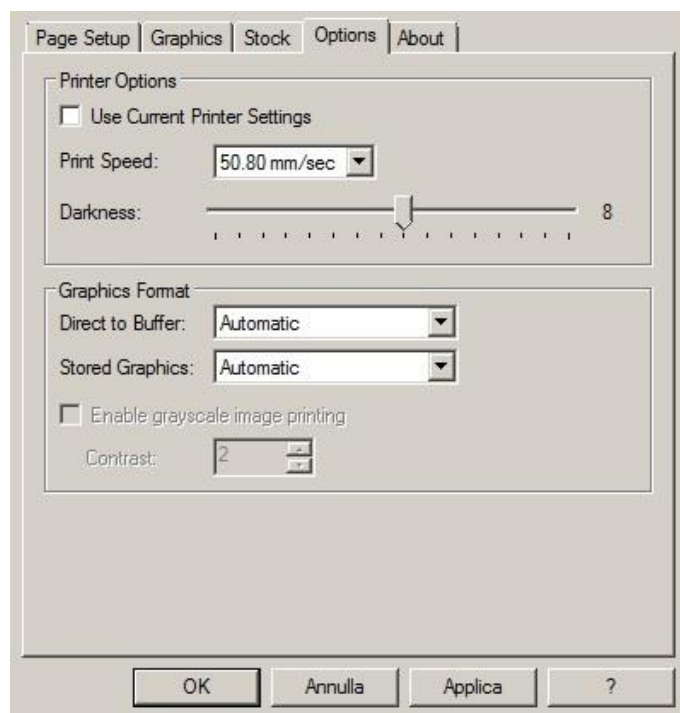 Page Setup Graphics Stock Options About
Printer Options
Use Current Printer Settings
Print Speed: 50.80 mm/sec
Darkness: 8
Graphics Format
Direct to Buffer: Automatic
Stored Graphics: Automatic
Enable grayscale image printing
Contrast: 2
OK Annulla Applica ?